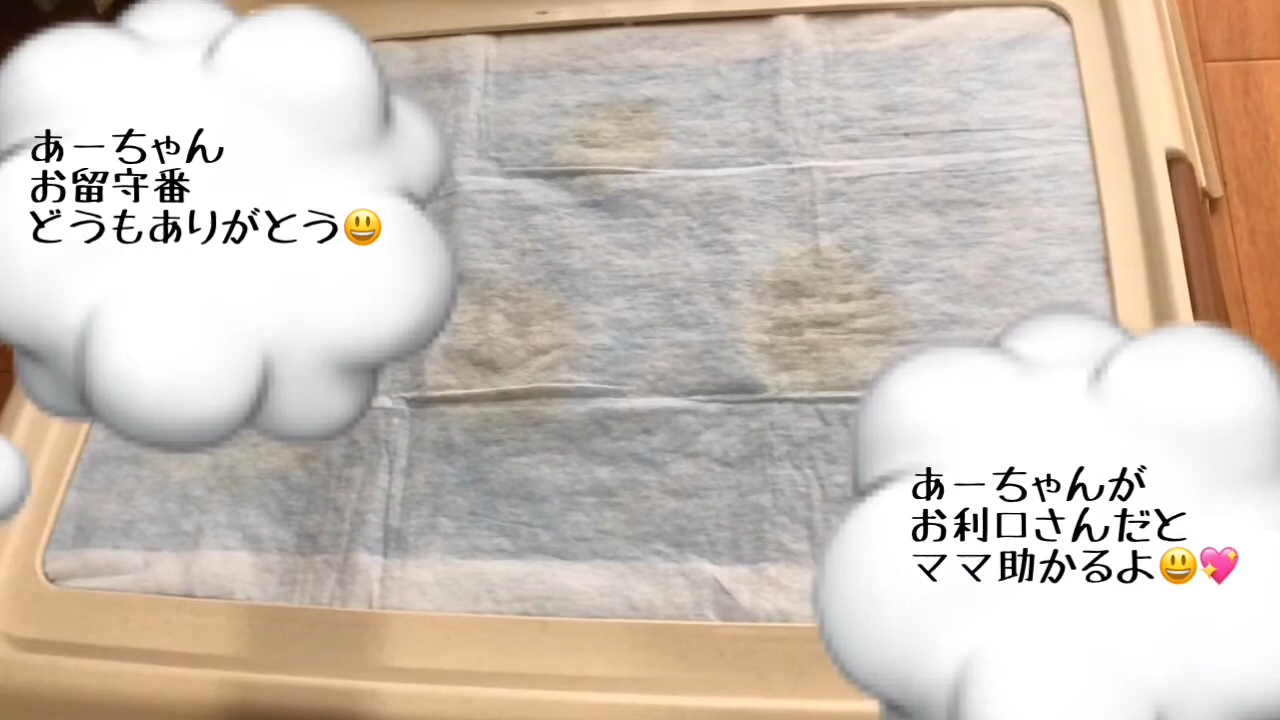 あーちゃん
お留守番
どうもありがとう😃
あーちゃんが
お利口さんだと
ママ助かるよ😃💖